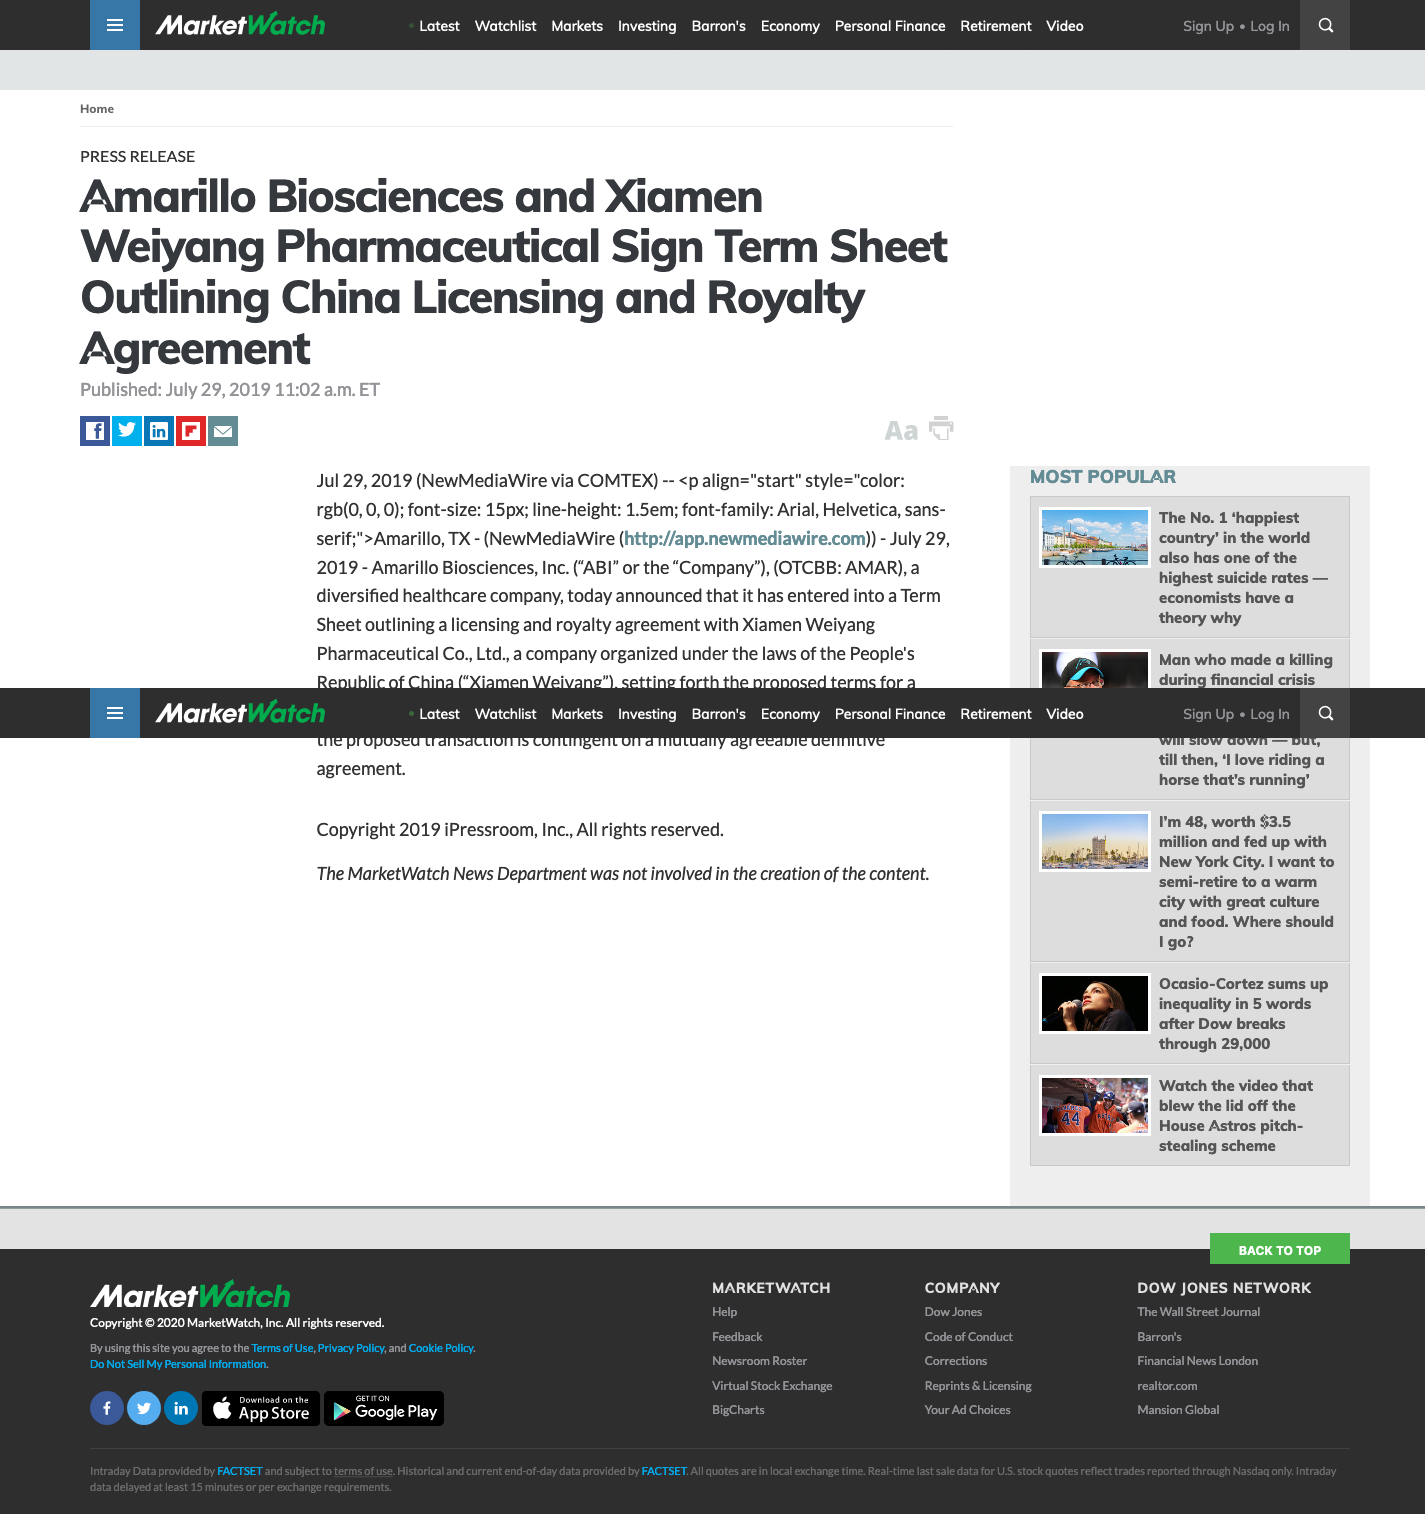 MarketWatch
Latest Watchlist Markets Investing Barron's Economy Personal Finance Retirement Video
Sign Up • Log In
Home
PRESS RELEASE
Amarillo Biosciences and Xiamen
Weiyang Pharmaceutical Sign Term Sheet
Outlining China Licensing and Royalty
Agreement
Published: July 29, 2019 11:02 a.m. ET
Aa
Jul 29, 2019 (NewMediaWire via COMTEX) -- <p align="start" style="color:
rgb(0, 0, 0); font-size: 15px; line-height: 1.5em; font-family: Arial, Helvetica, sans-
serif;">Amarillo, TX - (NewMediaWire (http://app.newmediawire.com)) - July 29,
2019 - Amarillo Biosciences, Inc. (“ABI” or the “Company”), (OTCBB: AMAR), a
diversified healthcare company, today announced that it has entered into a Term
Sheet outlining a licensing and royalty agreement with Xiamen Weiyang
Pharmaceutical Co., Ltd., a company organized under the laws of the People's
Republic of China (“Xiamen Weiyang”), setting forth the proposed terms for a
MOST POPULAR
The No. 1 ‘happiest
country’ in the world
also has one of the
highest suicide rates —
economists have a
theory why
Man who made a killing
during financial crisis
MarketWatch
Latest Watchlist Markets Investing Barron's Economy Personal Finance Retirement Video
Sign Up • Log In
the proposed transaction is contingent on a mutually agreeable definitive
agreement.
Copyright 2019 iPressroom, Inc., All rights reserved.
The MarketWatch News Department was not involved in the creation of the content.
will slow down — but,
till then, ‘I love riding a
horse that’s running’
I’m 48, worth $3.5
million and fed up with
New York City. I want to
semi-retire to a warm
city with great culture
and food. Where should
I go?
Ocasio-Cortez sums up
inequality in 5 words
after Dow breaks
through 29,000
44
Watch the video that
blew the lid off the
House Astros pitch-
stealing scheme
BACK TO TOP
MarketWatch
Copyright © 2020 MarketWatch, Inc. All rights reserved.
By using this site you agree to the Terms of Use, Privacy Policy, and Cookie Policy.
Do Not Sell My Personal Information.
Download on the
App Store
GET IT ON
Google Play
MARKETWATCH
Help
Feedback
Newsroom Roster
Virtual Stock Exchange
BigCharts
COMPANY
Dow Jones
Code of Conduct
Corrections
Reprints & Licensing
Your Ad Choices
DOW JONES NETWORK
The Wall Street Journal
Barron's
Financial News London
realtor.com
Mansion Global
Intraday Data provided by FACTSET and subject to terms of use. Historical and current end-of-day data provided by FACTSET. All quotes are in local exchange time. Real-time last sale data for U.S. stock quotes reflect trades reported through Nasdaq only. Intraday
data delayed at least 15 minutes or per exchange requirements.